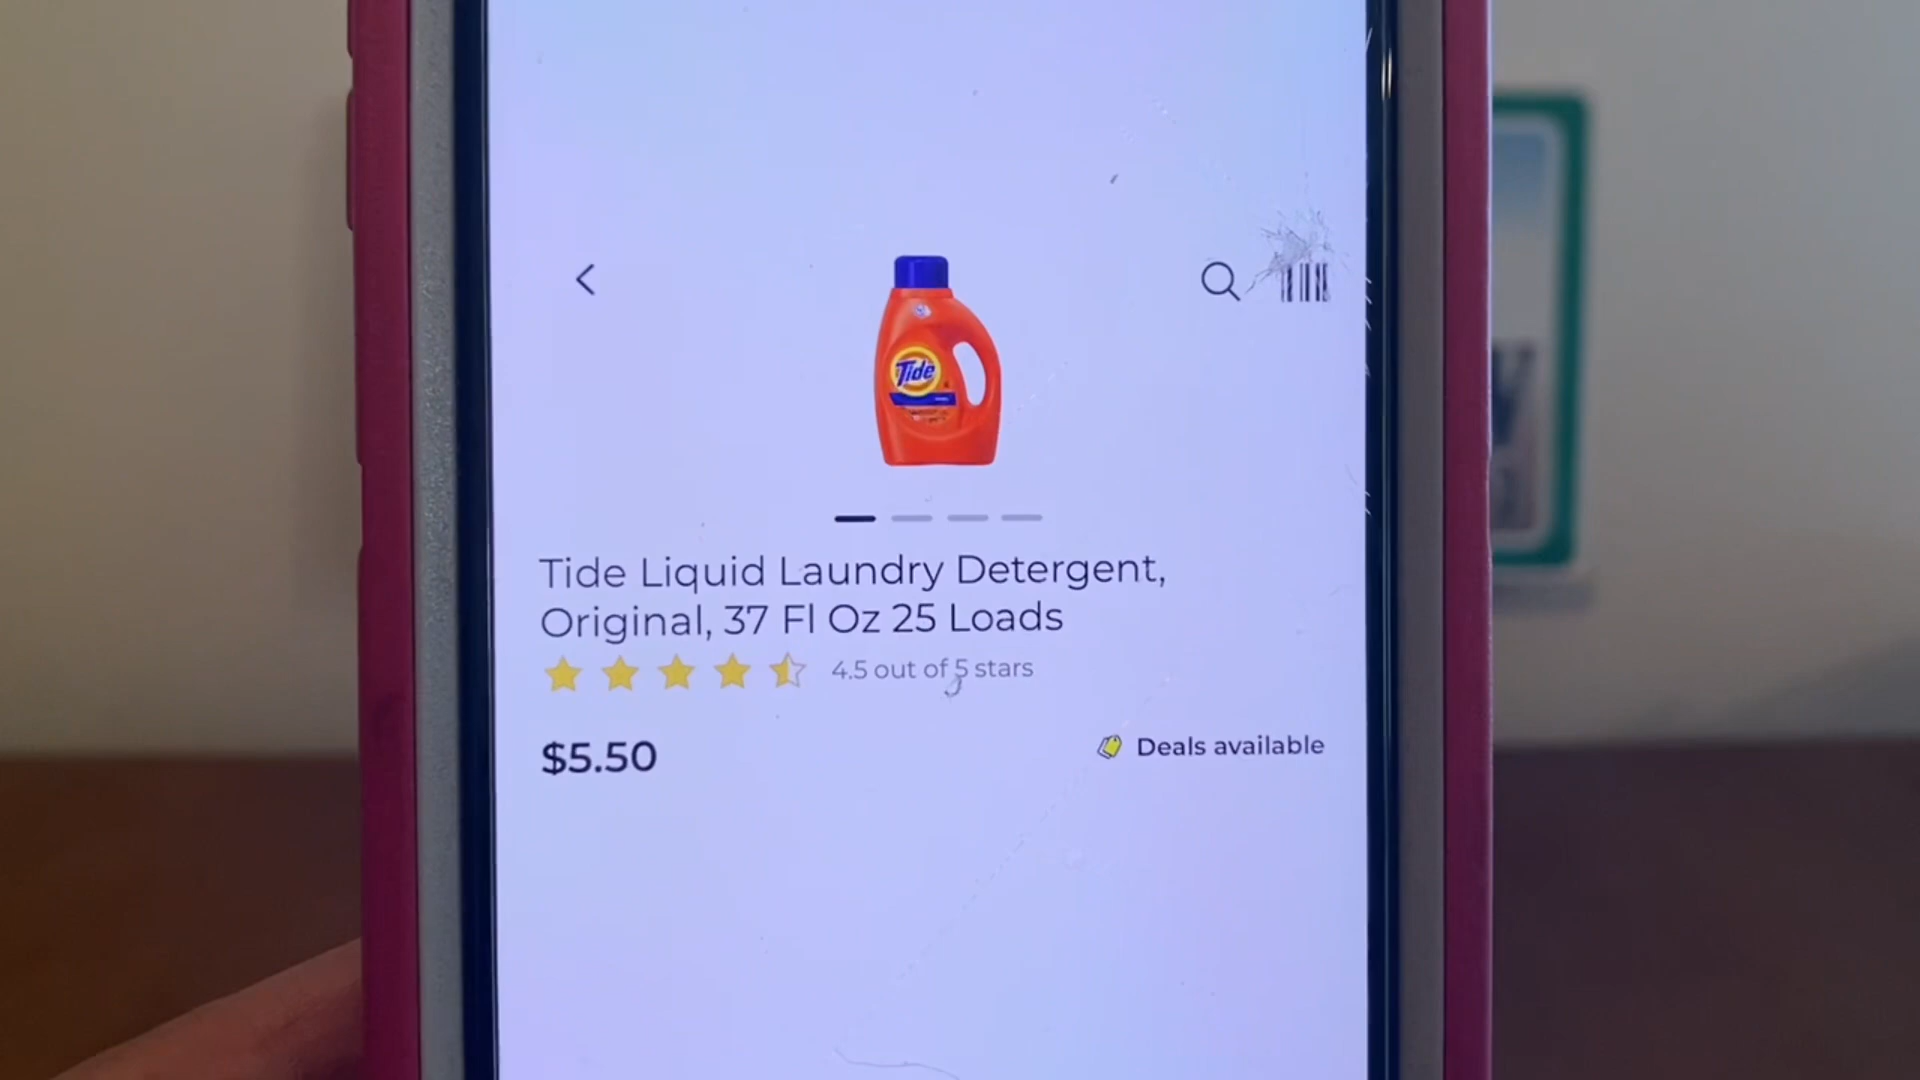 Tide
Tide Liquid Laundry Detergent,
Original, 37 Fl Oz 25 Loads
4.5 out of 5 stars
$5.50
Deals available